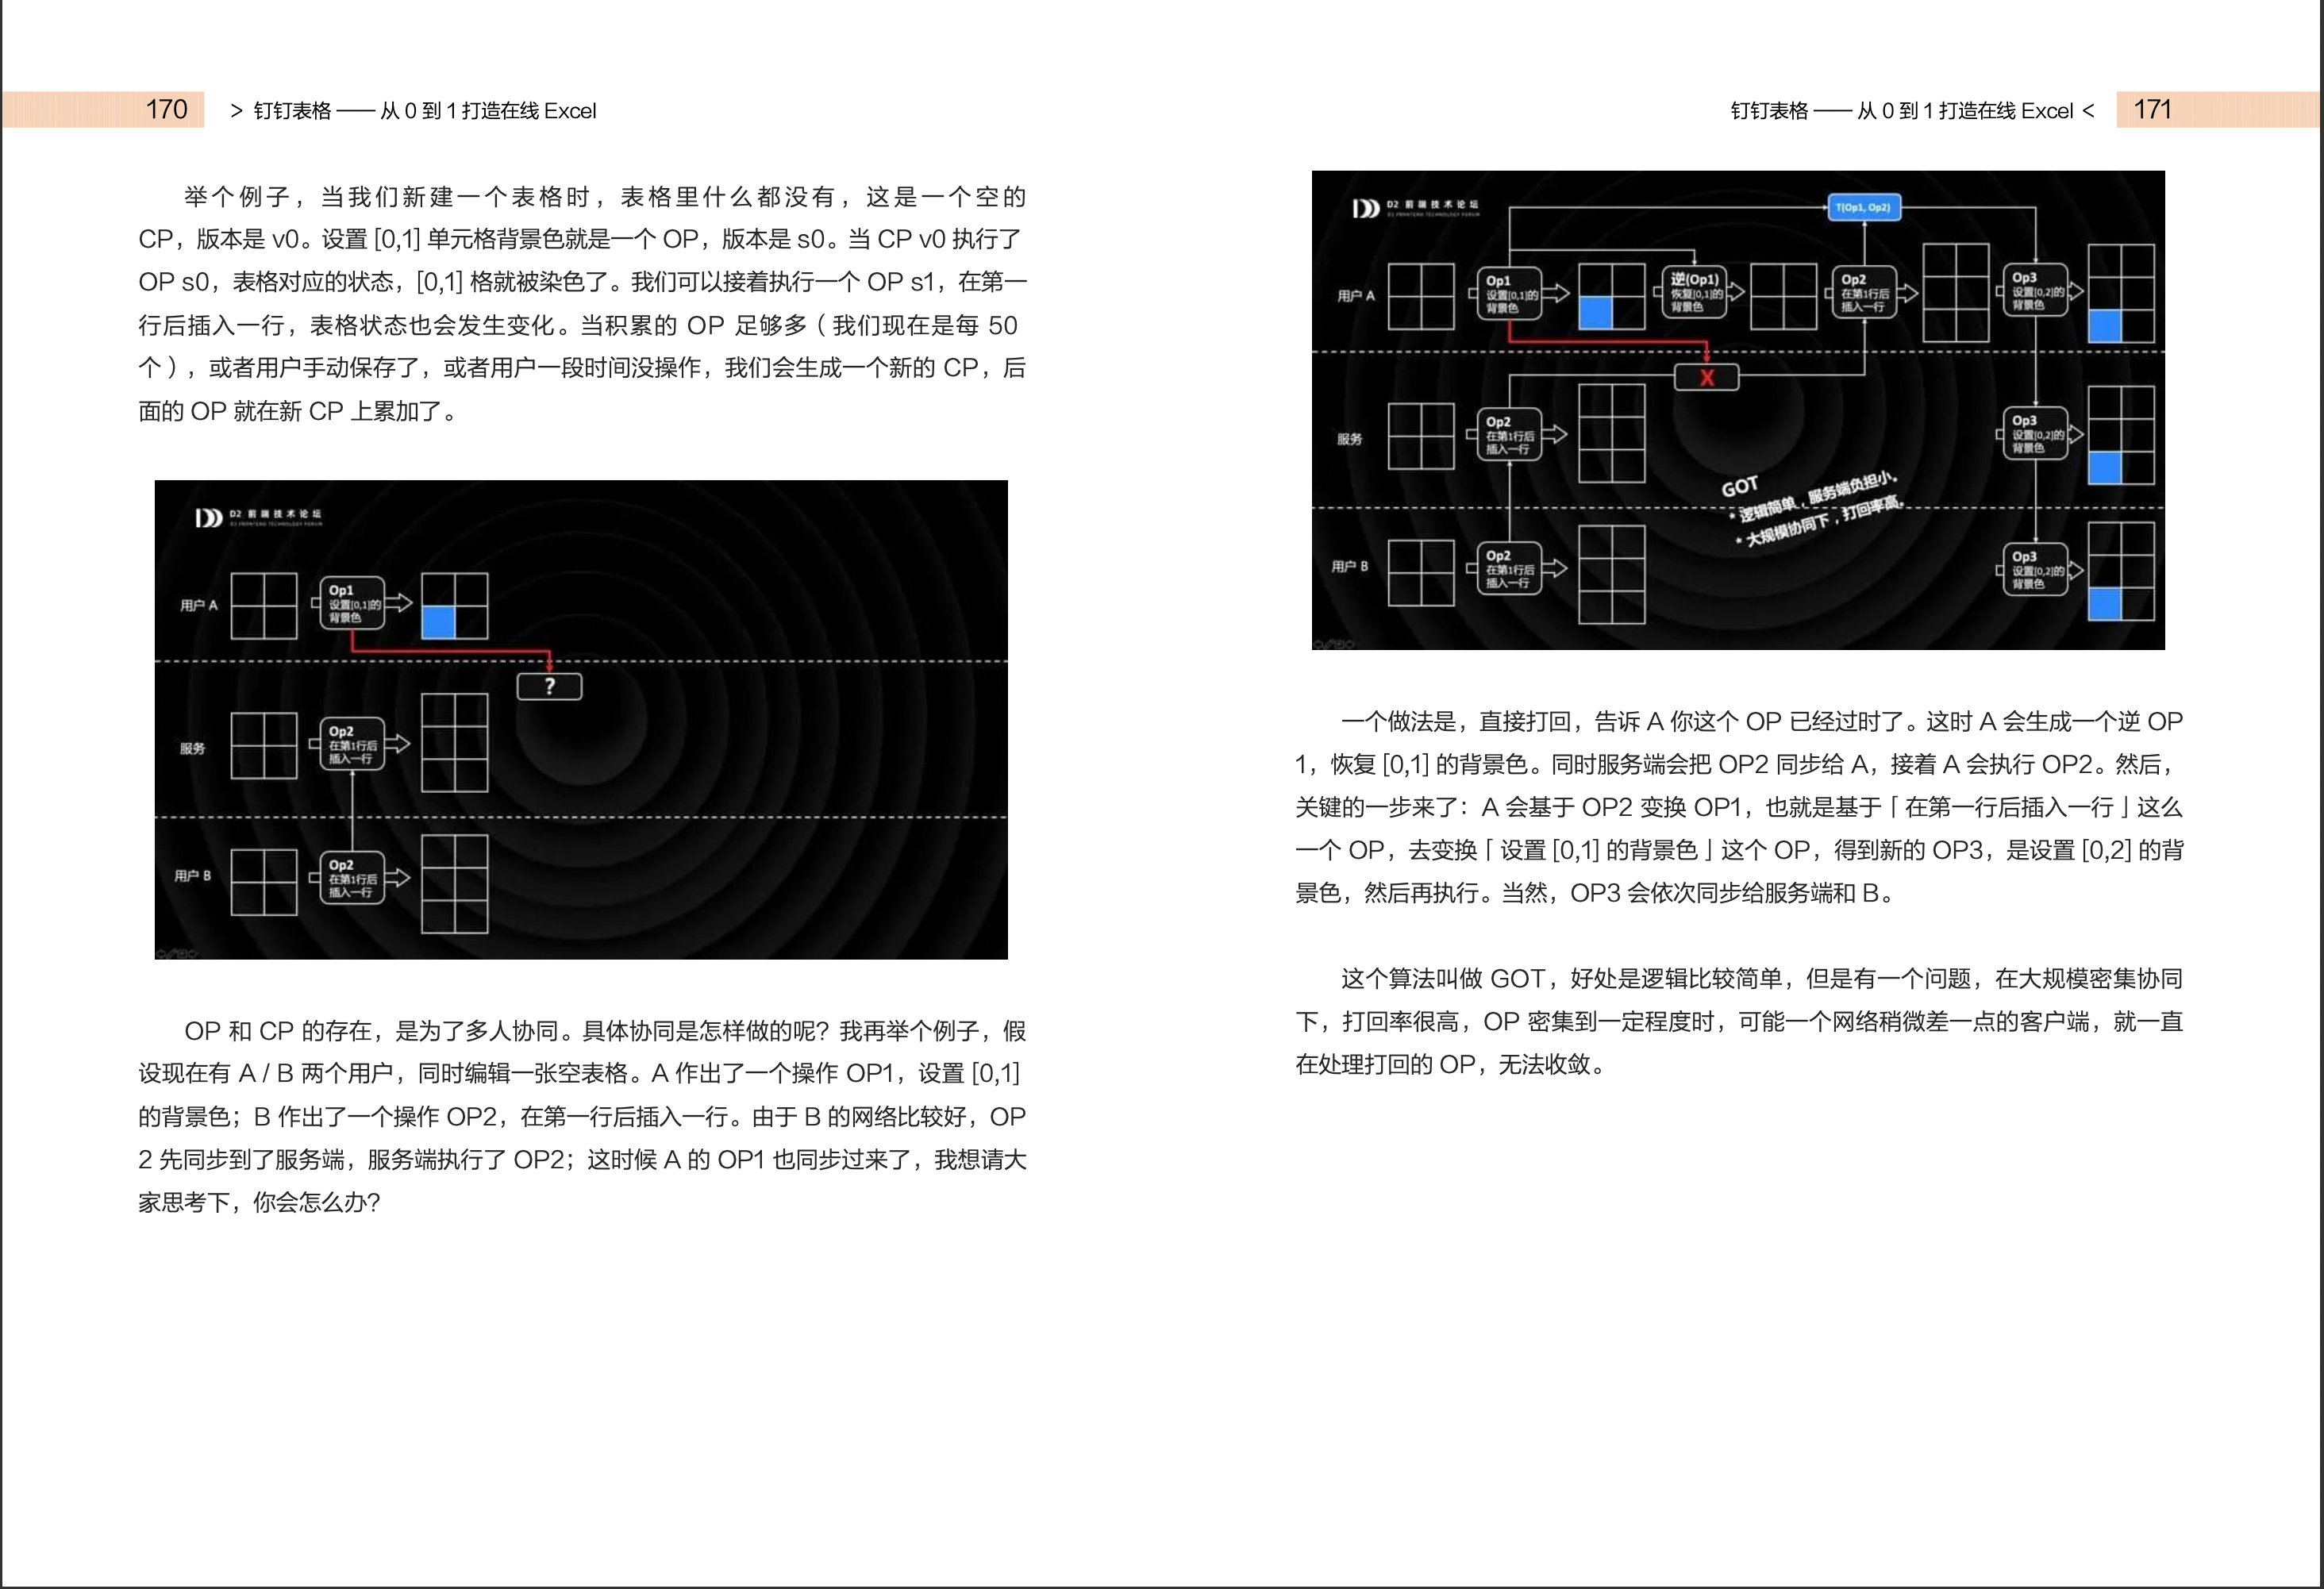 170
> 钉钉表格 —— 从 0 到 1 打造在线 Excel
举个例子，当我们新建一个表格时，表格里什么都没有，这是一个空的
CP，版本是 v0。设置 [0,1] 单元格背景色就是一个 OP，版本是 s0。当 CP v0 执行了
OP s0，表格对应的状态，[0,1] 格就被染色了。我们可以接着执行一个 OP s1，在第一
行后插入一行，表格状态也会发生变化。当积累的 OP 足够多（我们现在是每 50
个），或者用户手动保存了，或者用户一段时间没操作，我们会生成一个新的 CP，后
面的 OP 就在新 CP 上累加了。
D2 前端技术论坛
D2 FRONTEND TECHNOLOGY FORUM
用户 A
Op1
设置[0,1]的
背景色
?
服务
Op2
在第1行后
插入一行
用户 B
Op2
在第1行后
插入一行
OP 和 CP 的存在，是为了多人协同。具体协同是怎样做的呢？我再举个例子，假
设现在有 A / B 两个用户，同时编辑一张空表格。A 作出了一个操作 OP1，设置 [0,1]
的背景色；B 作出了一个操作 OP2，在第一行后插入一行。由于 B 的网络比较好，OP
2 先同步到了服务端，服务端执行了 OP2；这时候 A 的 OP1 也同步过来了，我想请大
家思考下，你会怎么办？
钉钉表格 —— 从 0 到 1 打造在线 Excel <
171
D2 前端技术论坛
D2 FRONTEND TECHNOLOGY FORUM
T(Op1, Op2)
用户 A
Op1
设置[0,1]的
背景色
逆(Op1)
恢复[0,1]的
背景色
Op2
在第1行后
插入一行
Op3
设置[0,2]的
背景色
X
服务
Op2
在第1行后
插入一行
Op3
设置[0,2]的
背景色
GOT
* 逻辑简单，服务端负担小。
* 大规模协同下，打回率高。
用户 B
Op2
在第1行后
插入一行
Op3
设置[0,2]的
背景色
一个做法是，直接打回，告诉 A 你这个 OP 已经过时了。这时 A 会生成一个逆 OP
1，恢复 [0,1] 的背景色。同时服务端会把 OP2 同步给 A，接着 A 会执行 OP2。然后，
关键的一步来了：A 会基于 OP2 变换 OP1，也就是基于「在第一行后插入一行」这么
一个 OP，去变换「设置 [0,1] 的背景色」这个 OP，得到新的 OP3，是设置 [0,2] 的背
景色，然后再执行。当然，OP3 会依次同步给服务端和 B。
这个算法叫做 GOT，好处是逻辑比较简单，但是有一个问题，在大规模密集协同
下，打回率很高，OP 密集到一定程度时，可能一个网络稍微差一点的客户端，就一直
在处理打回的 OP，无法收敛。